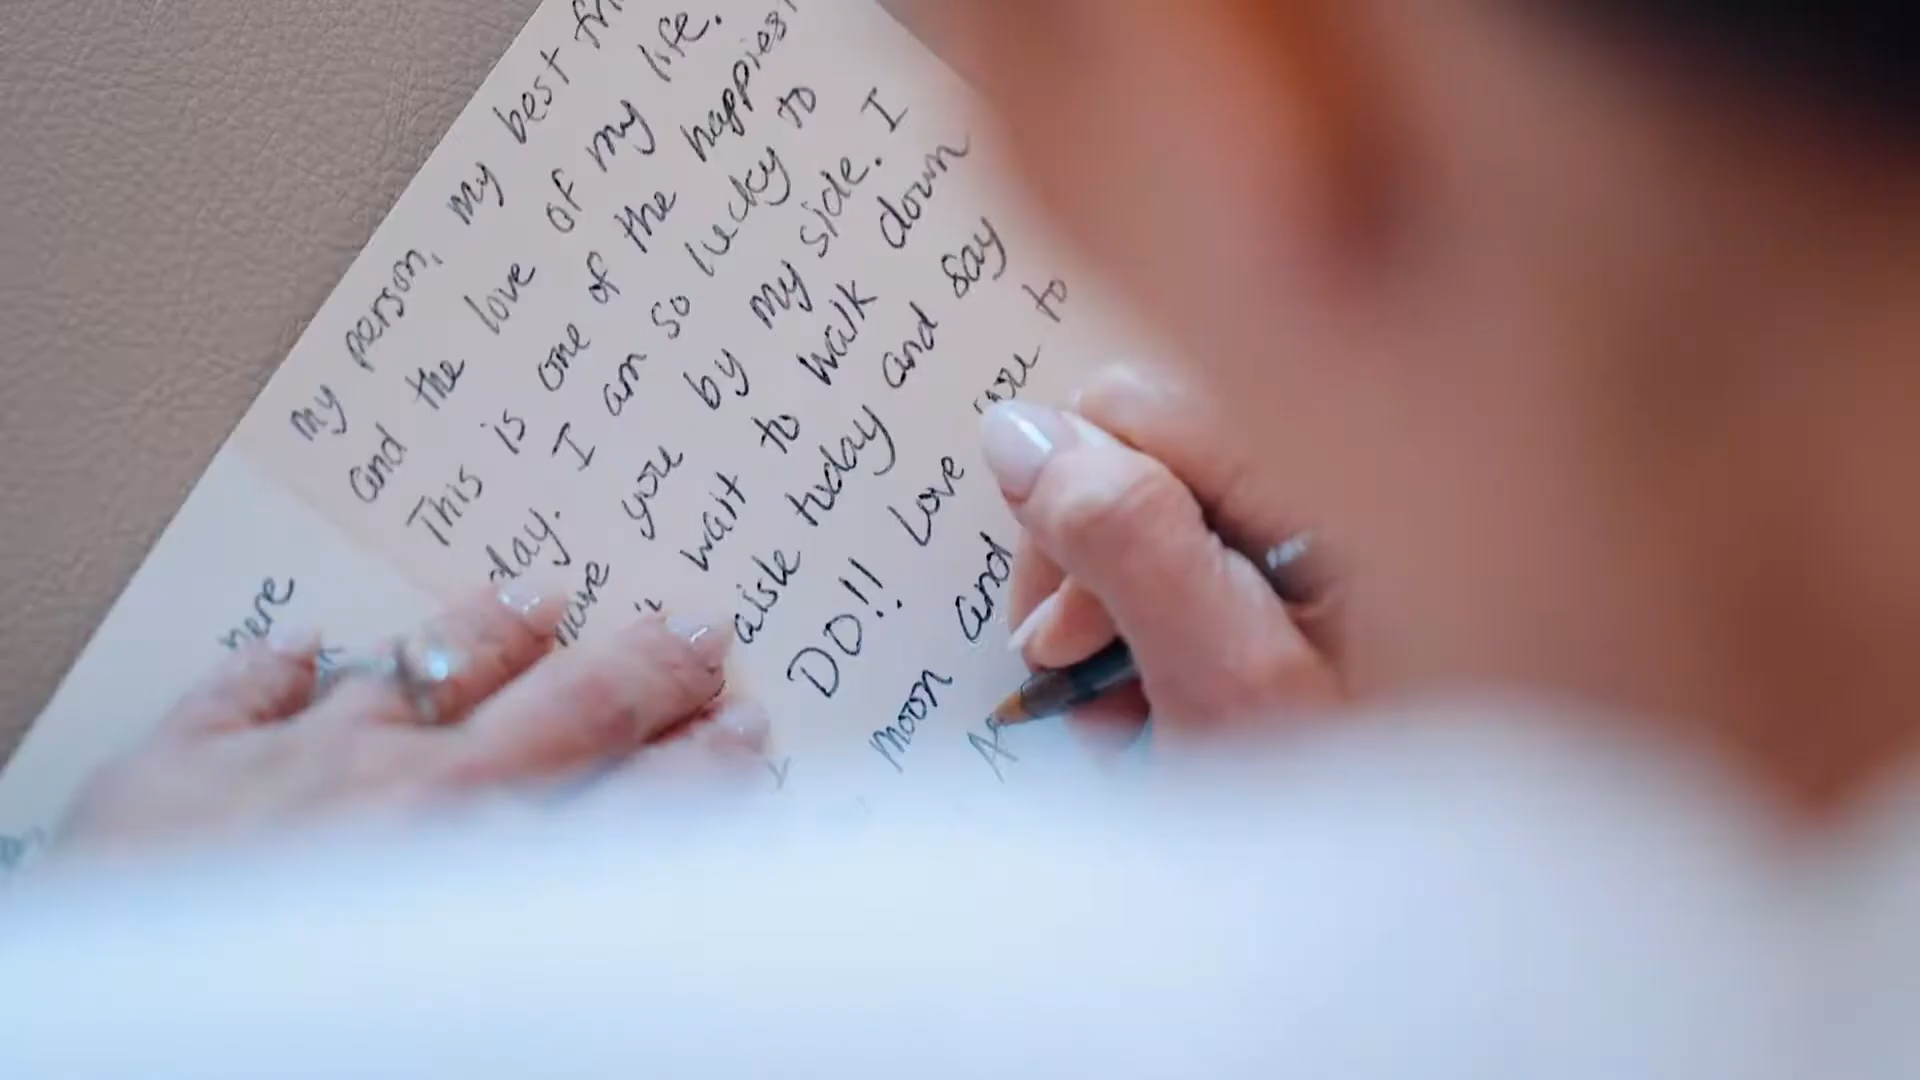 my person, my best
and the love of my life.
This is one of the
day. I am so lucky to
have you by my side. I
wait to walk down
aisle today and say
DO!! Love you to
moon and
here